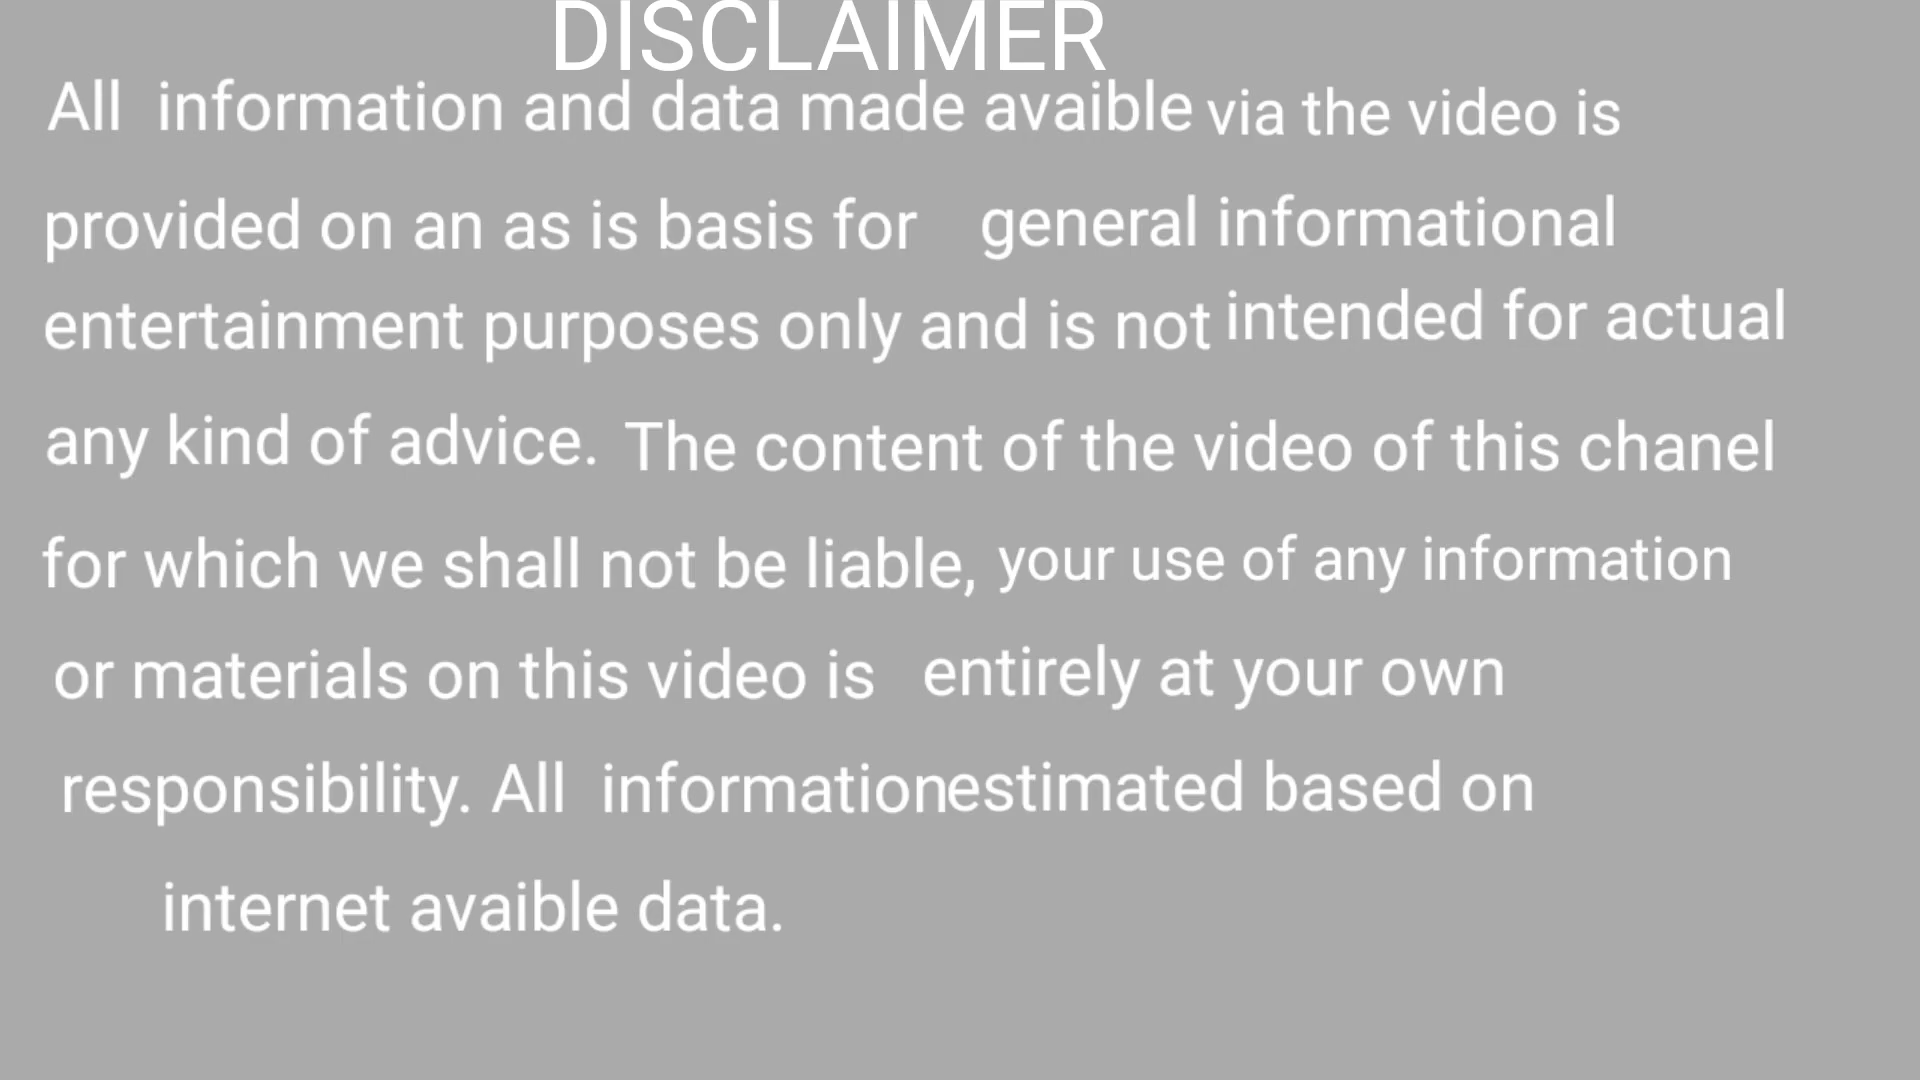 DISCLAIMER
All information and data made avaible via the video is
provided on an as is basis for general informational
entertainment purposes only and is not intended for actual
any kind of advice. The content of the video of this chanel
for which we shall not be liable, your use of any information
or materials on this video is entirely at your own
responsibility. All informationestimated based on
internet avaible data.